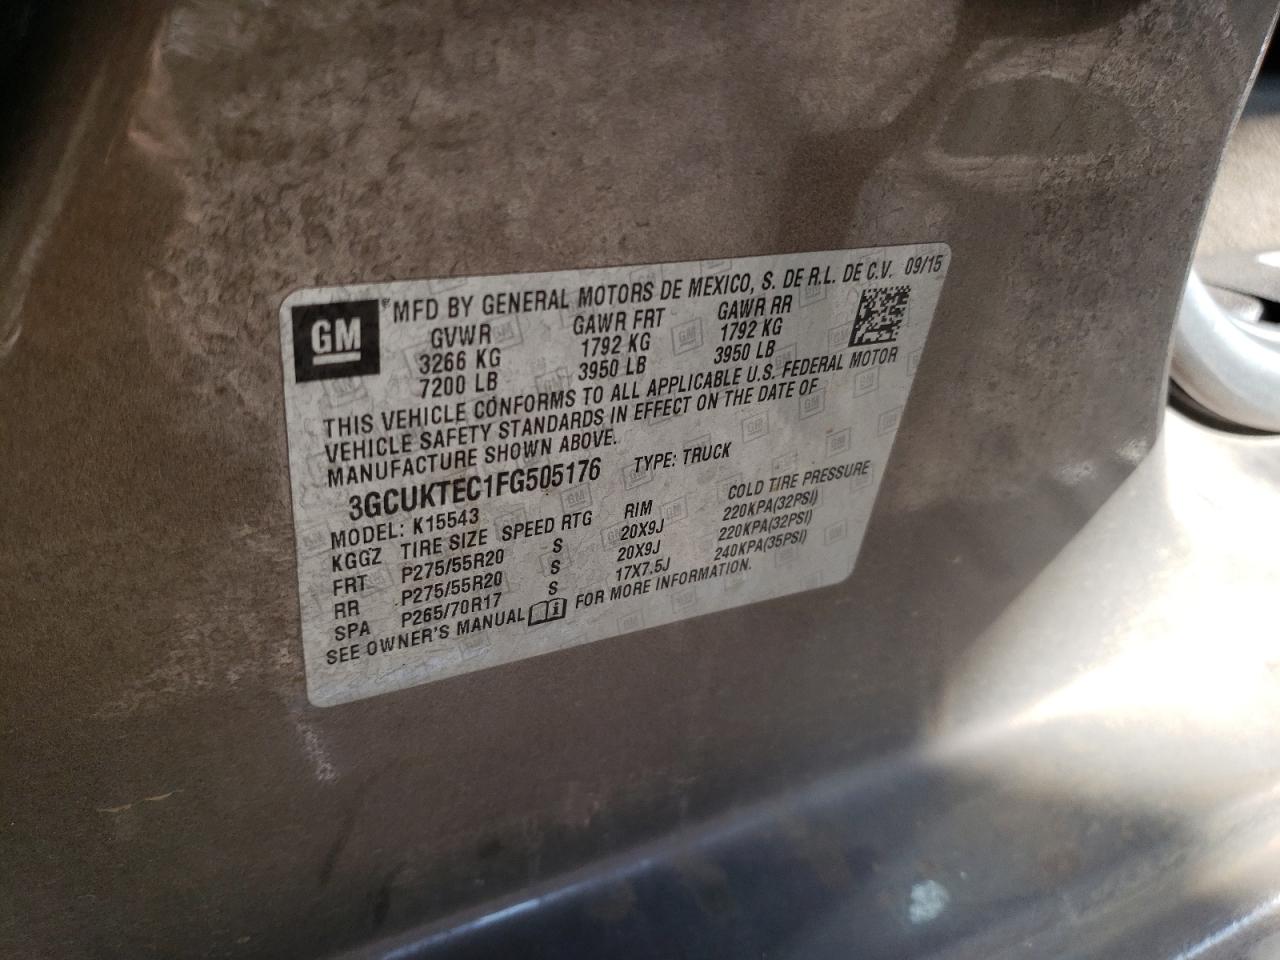 GM
MFD BY GENERAL MOTORS DE MEXICO, S. DE R.L. DE C.V. 09/15
GVWR GAWR FRT GAWR RR
3266 KG 1792 KG 1792 KG
7200 LB 3950 LB 3950 LB
THIS VEHICLE CONFORMS TO ALL APPLICABLE U.S. FEDERAL MOTOR
VEHICLE SAFETY STANDARDS IN EFFECT ON THE DATE OF
MANUFACTURE SHOWN ABOVE.
3GCUKTEC1FG505176 TYPE: TRUCK
MODEL: K15543
KGGZ TIRE SIZE SPEED RTG RIM COLD TIRE PRESSURE
FRT P275/55R20 S 20X9J 220KPA(32PSI)
RR P275/55R20 S 20X9J 220KPA(32PSI)
SPA P265/70R17 S 17X7.5J 240KPA(35PSI)
SEE OWNER'S MANUAL FOR MORE INFORMATION.